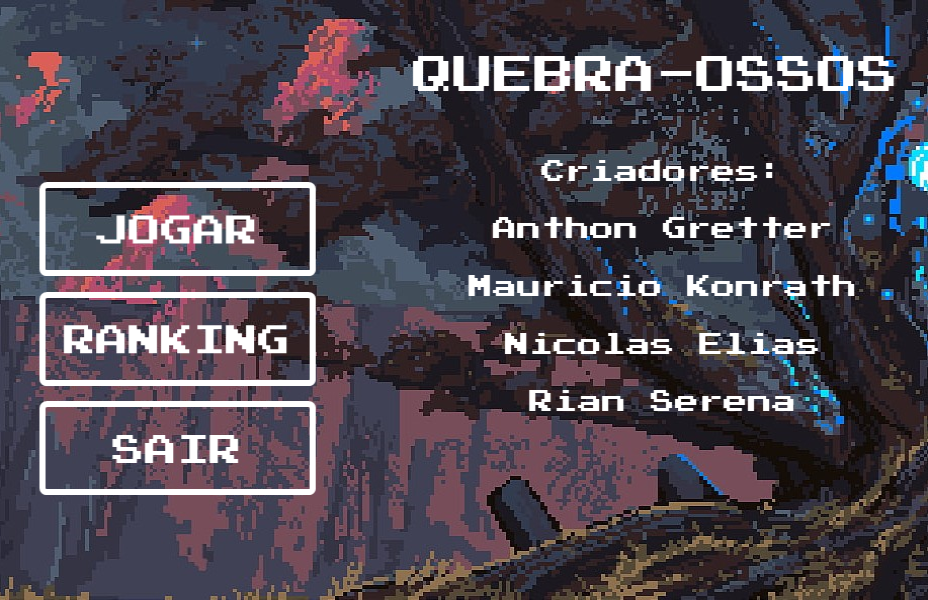 QUEBRA-OSSOS
JOGAR
RANKING
SAIR
Criadores:
Anthon Gretter
Mauricio Konrath
Nicolas Elias
Rian Serena